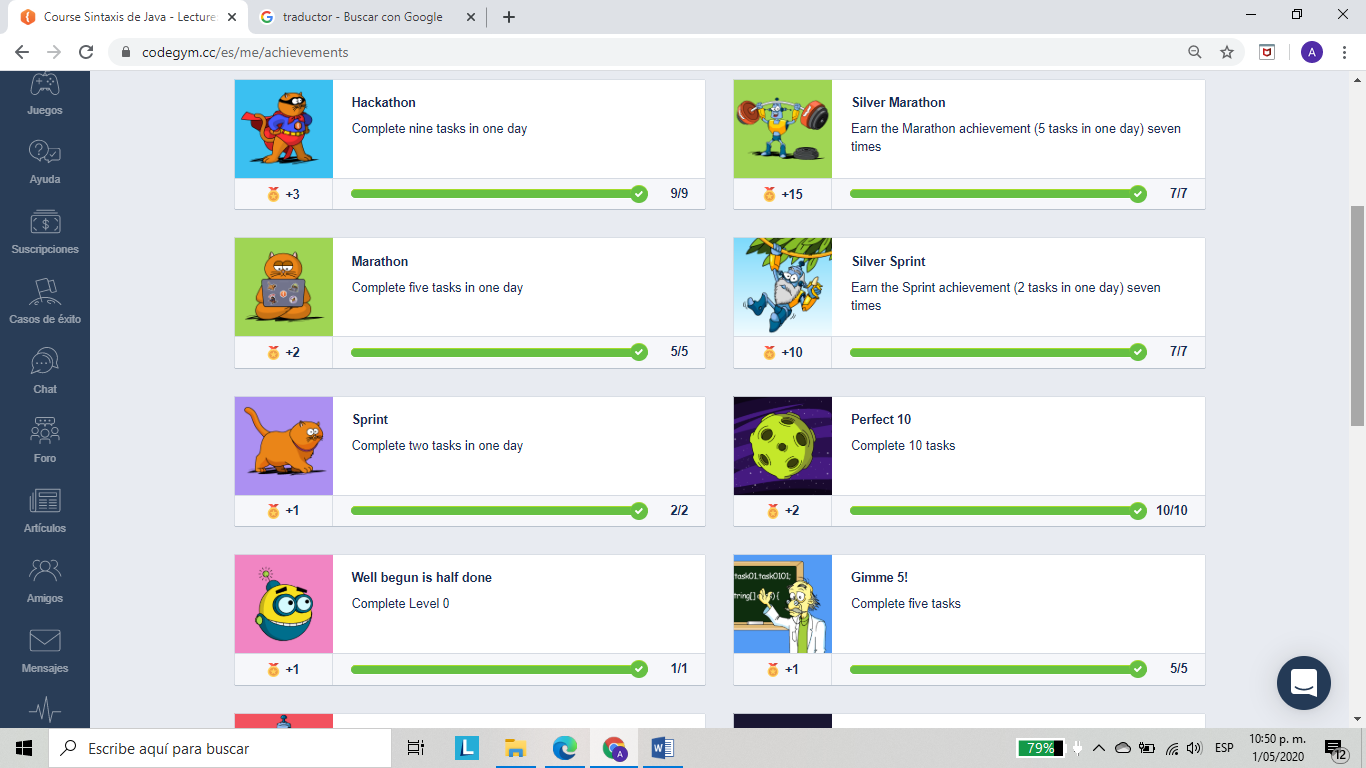 Course Sintaxis de Java - Lecture:
traductor - Buscar con Google
codegym.cc/es/me/achievements
A
Juegos
Ayuda
Suscripciones
Casos de éxito
Chat
Foro
Artículos
Amigos
Mensajes
Hackathon
Complete nine tasks in one day
+3
9/9
Silver Marathon
Earn the Marathon achievement (5 tasks in one day) seven
times
+15
7/7
Marathon
Complete five tasks in one day
+2
5/5
Silver Sprint
Earn the Sprint achievement (2 tasks in one day) seven
times
+10
7/7
Sprint
Complete two tasks in one day
+1
2/2
Perfect 10
Complete 10 tasks
+2
10/10
Well begun is half done
Complete Level 0
+1
1/1
task01,task0101;
Gimme 5!
Complete five tasks
+1
5/5
Escribe aquí para buscar
L
A
79%
ESP
10:50 p. m.
1/05/2020
12